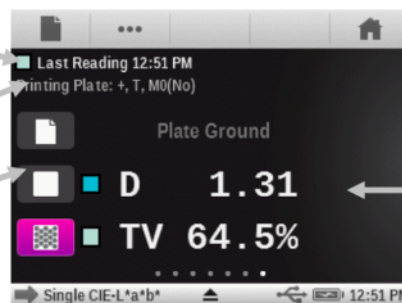 Last Reading 12:51 PM
Printing Plate: +, T, M0(No)
Plate Ground
D 1.31
TV 64.5%
Single CIE-L*a*b* 12:51 PM